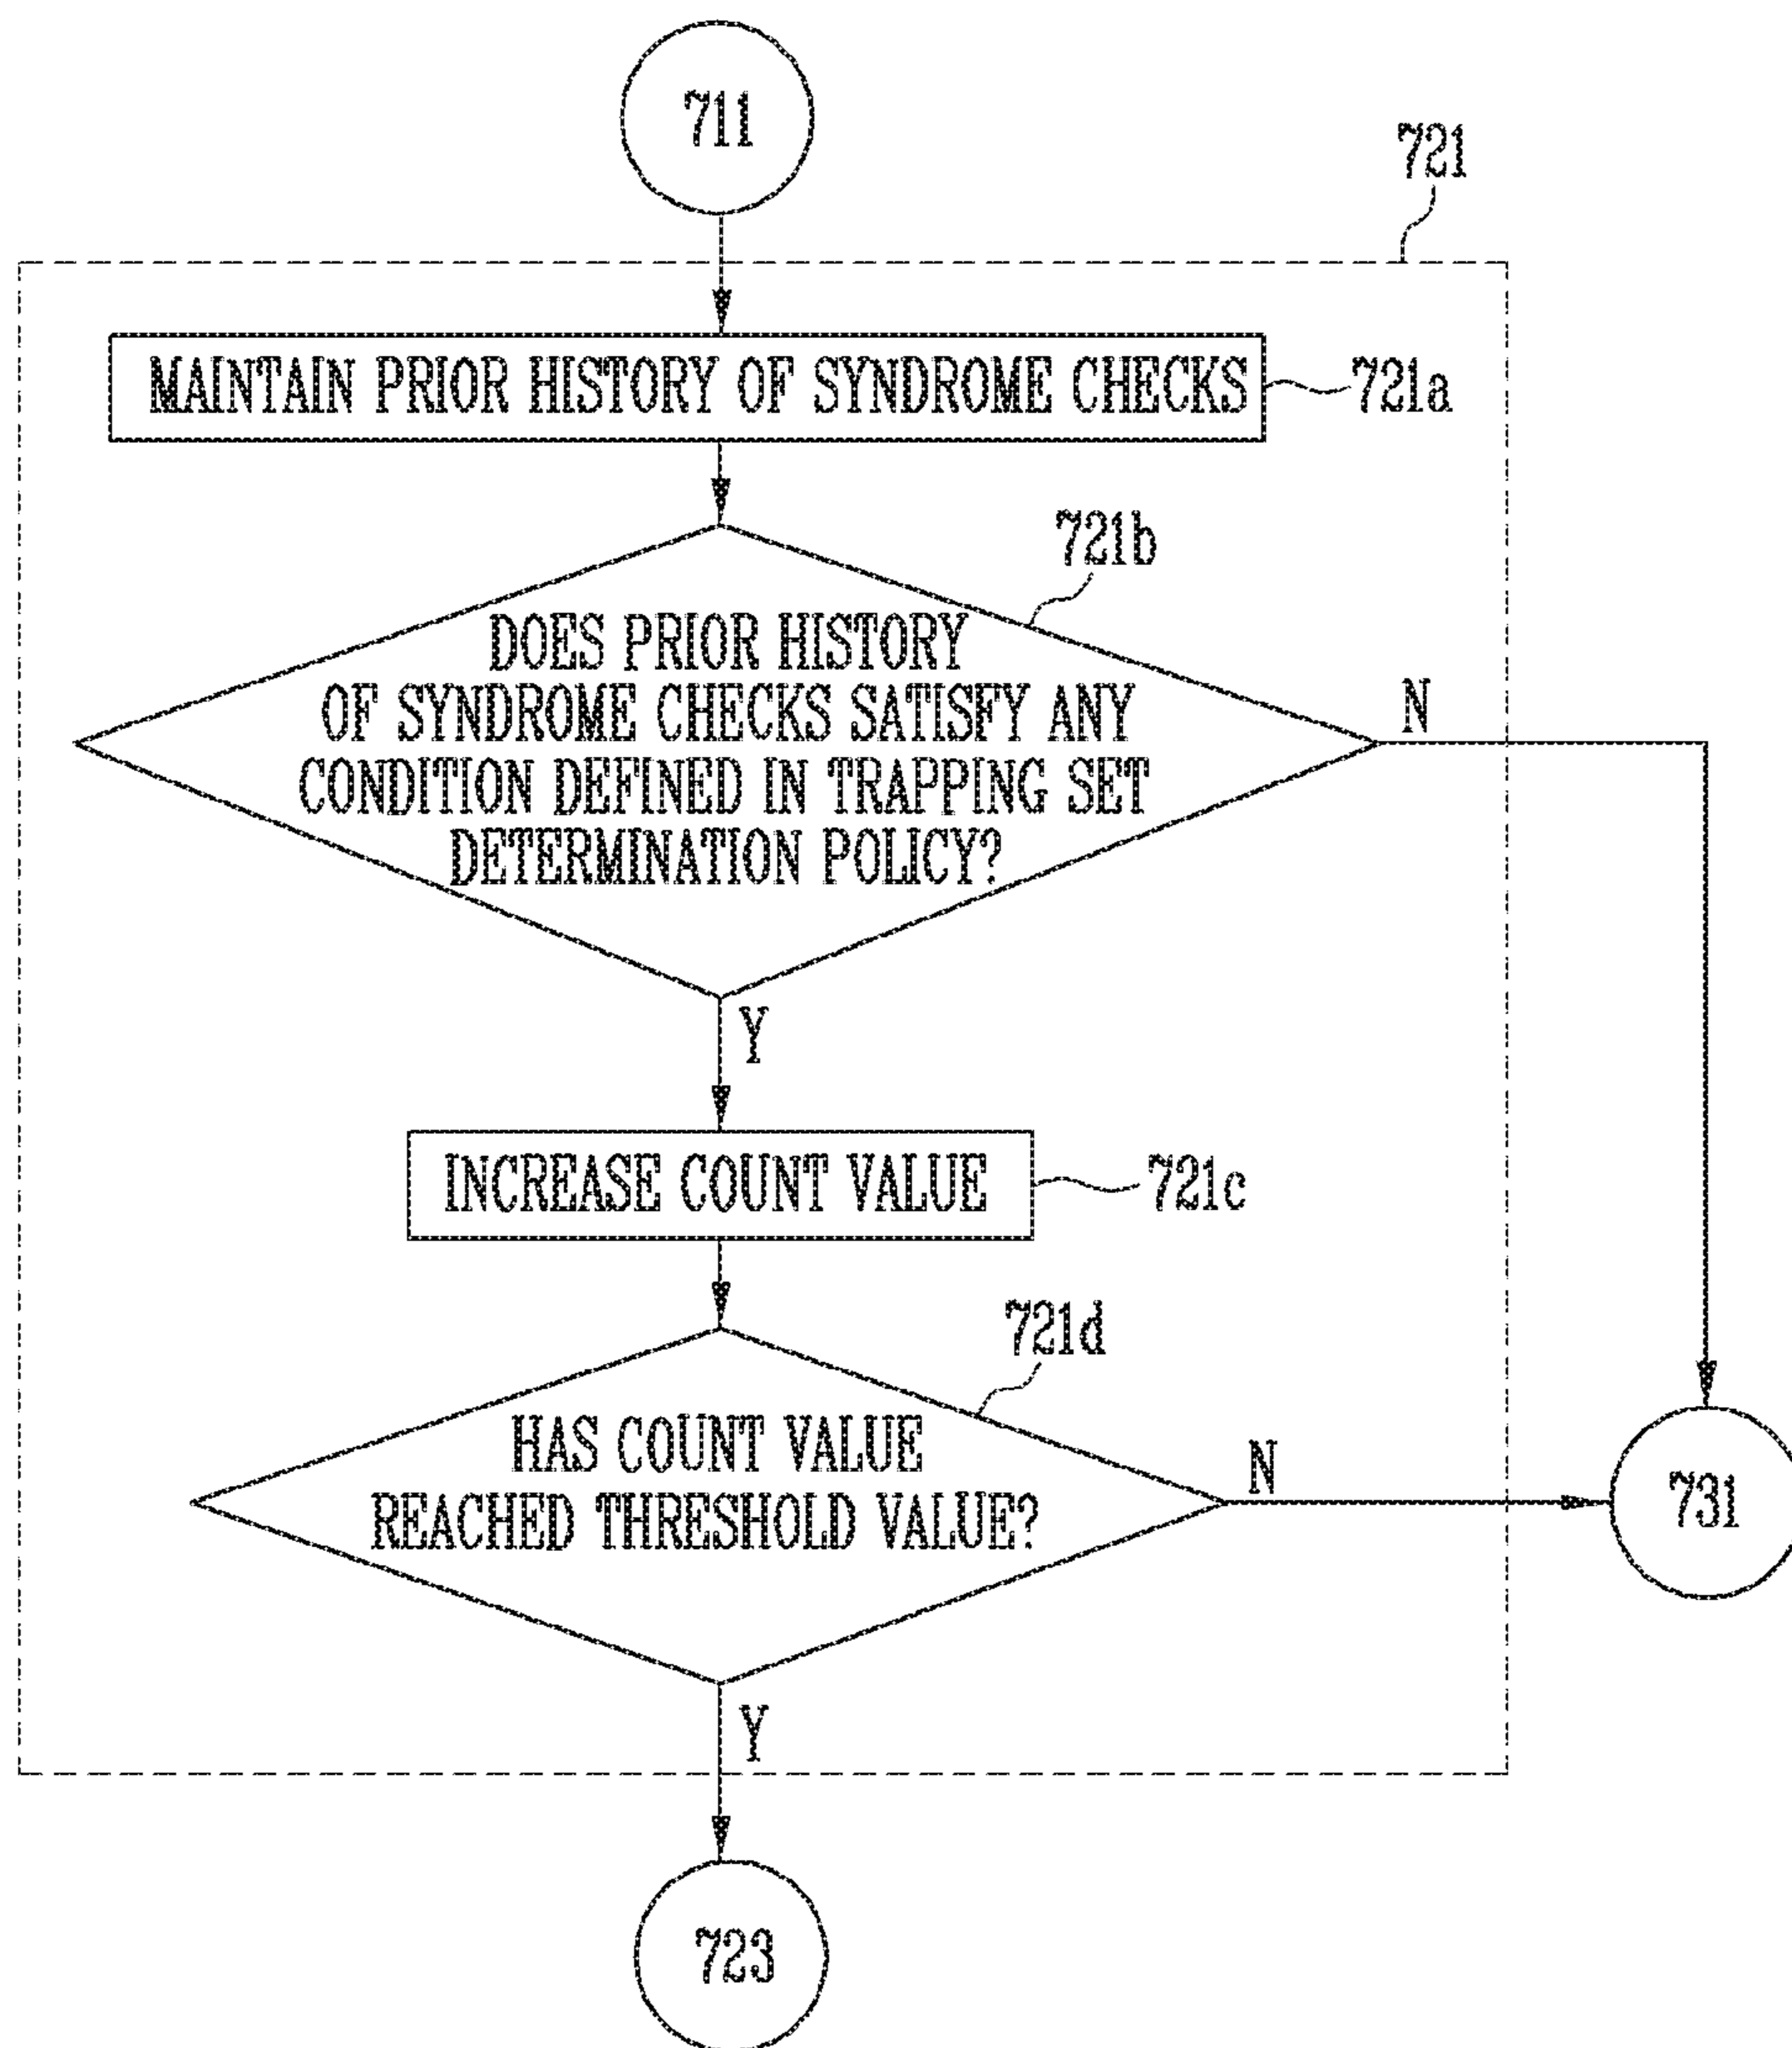 711
721
MAINTAIN PRIOR HISTORY OF SYNDROME CHECKS
721a
721b
DOES PRIOR HISTORY
OF SYNDROME CHECKS SATISFY ANY
CONDITION DEFINED IN TRAPPING SET
DETERMINATION POLICY?
N
Y
INCREASE COUNT VALUE
721c
721d
HAS COUNT VALUE
REACHED THRESHOLD VALUE?
N
731
Y
723